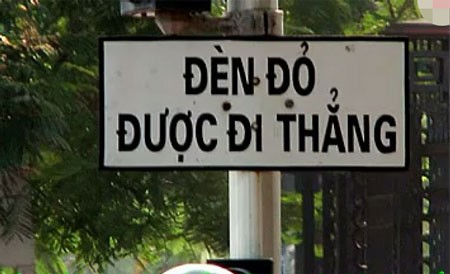 ĐÈN ĐỎ
ĐƯỢC ĐI THẲNG